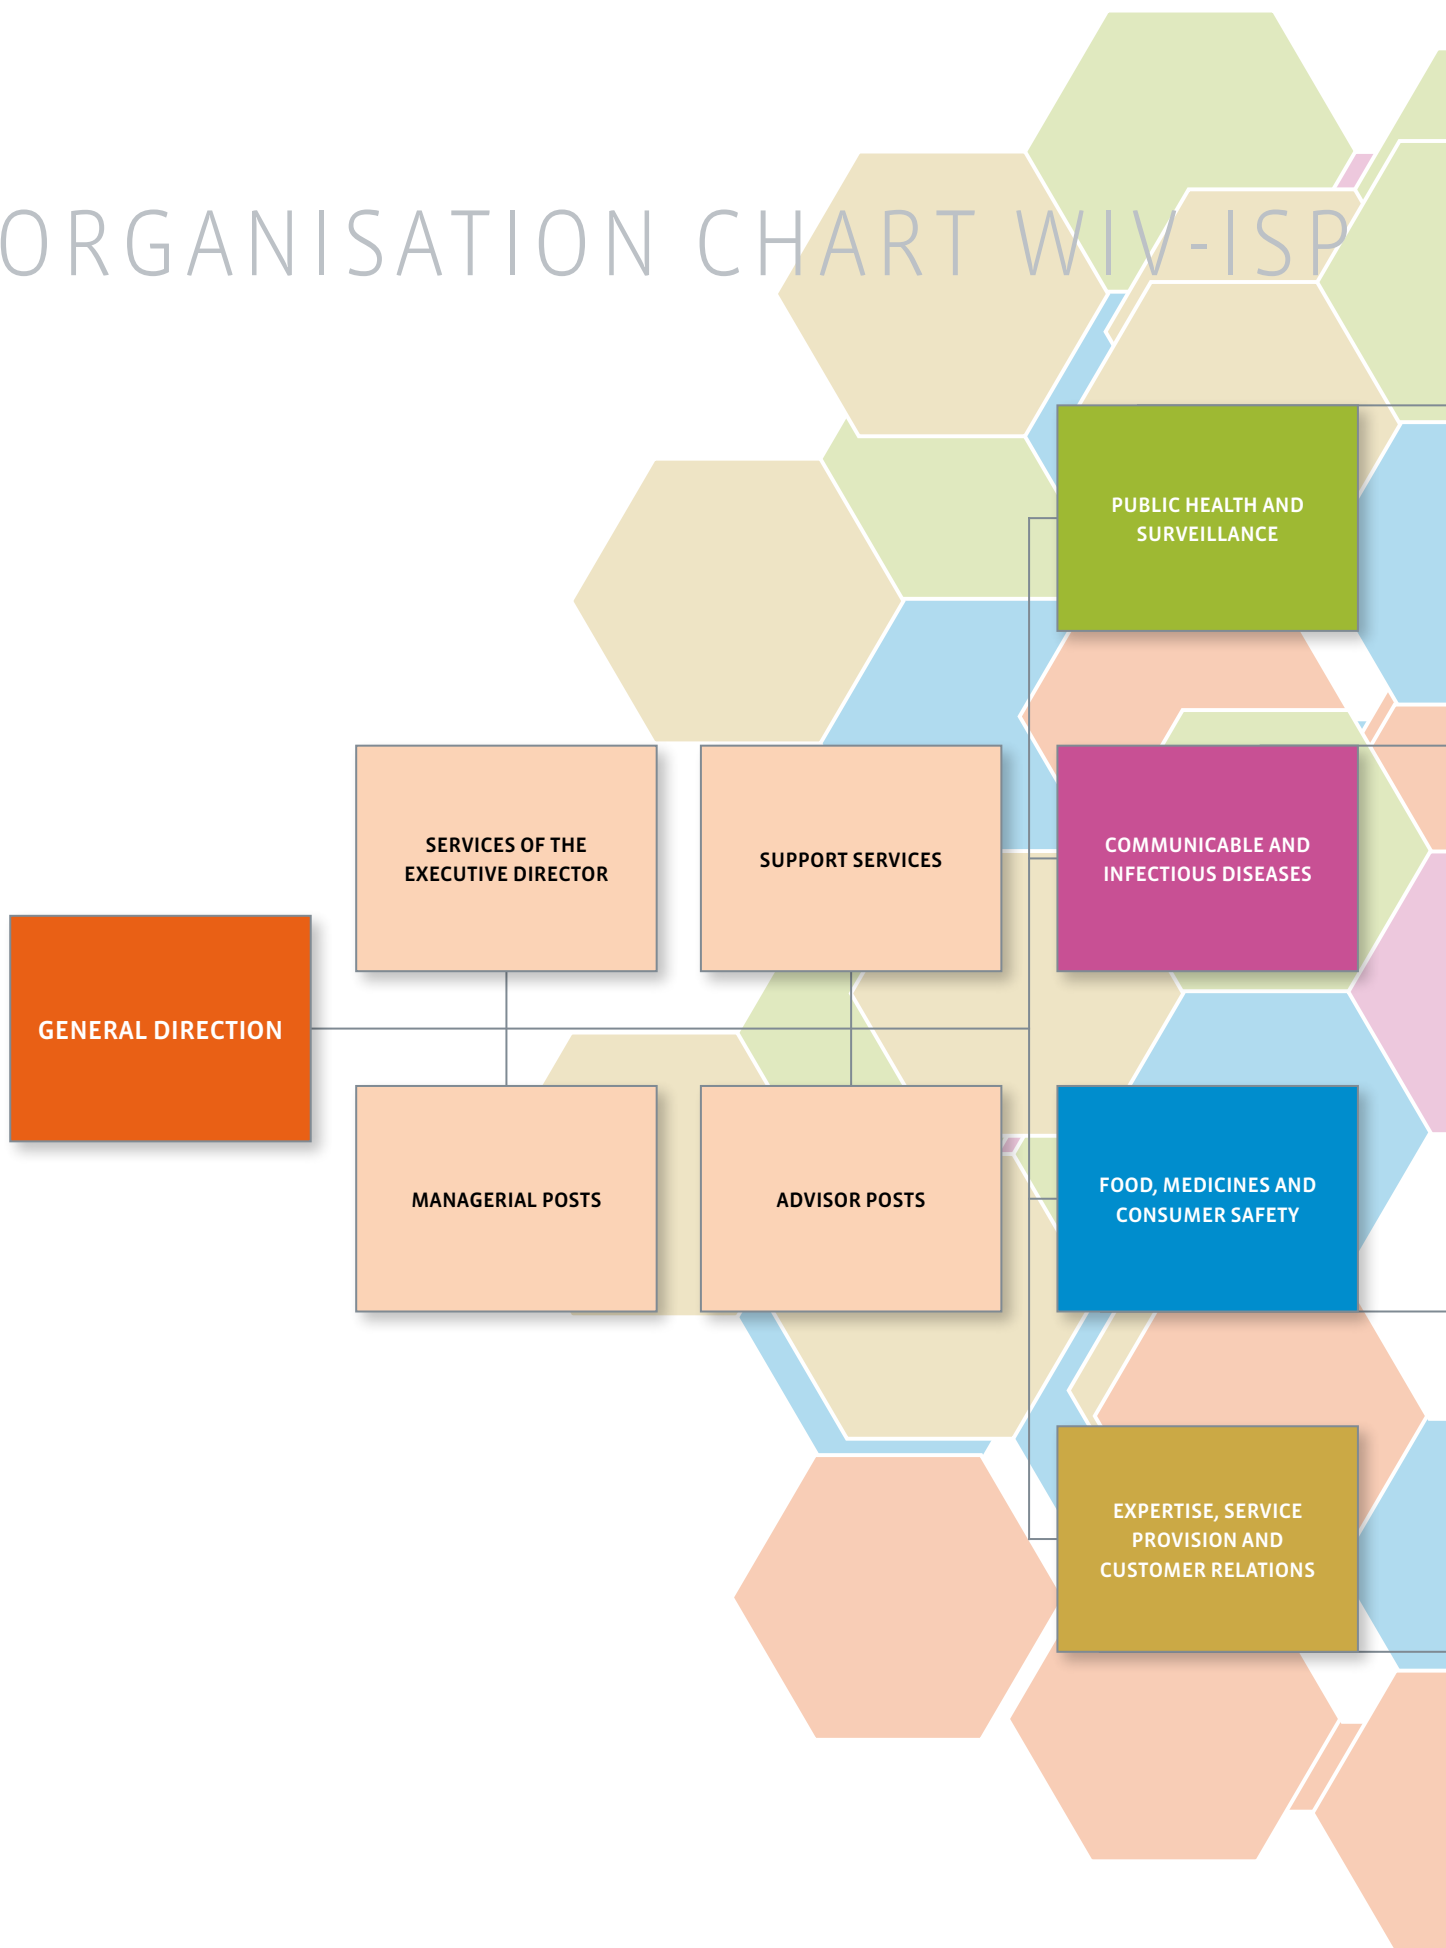 ORGANISATION CHART WIV-ISP
PUBLIC HEALTH AND
SURVEILLANCE
SERVICES OF THE
EXECUTIVE DIRECTOR
SUPPORT SERVICES
COMMUNICABLE AND
INFECTIOUS DISEASES
GENERAL DIRECTION
MANAGERIAL POSTS
ADVISOR POSTS
FOOD, MEDICINES AND
CONSUMER SAFETY
EXPERTISE, SERVICE
PROVISION AND
CUSTOMER RELATIONS